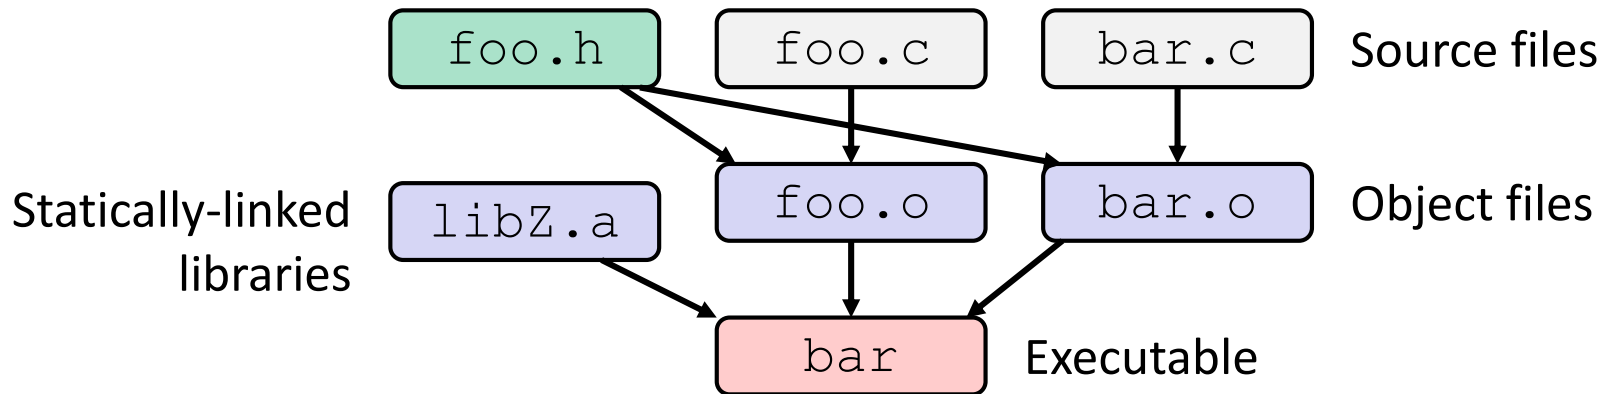 foo.h foo.c bar.c Source files
Statically-linked
libraries
libZ.a foo.o bar.o Object files
bar Executable